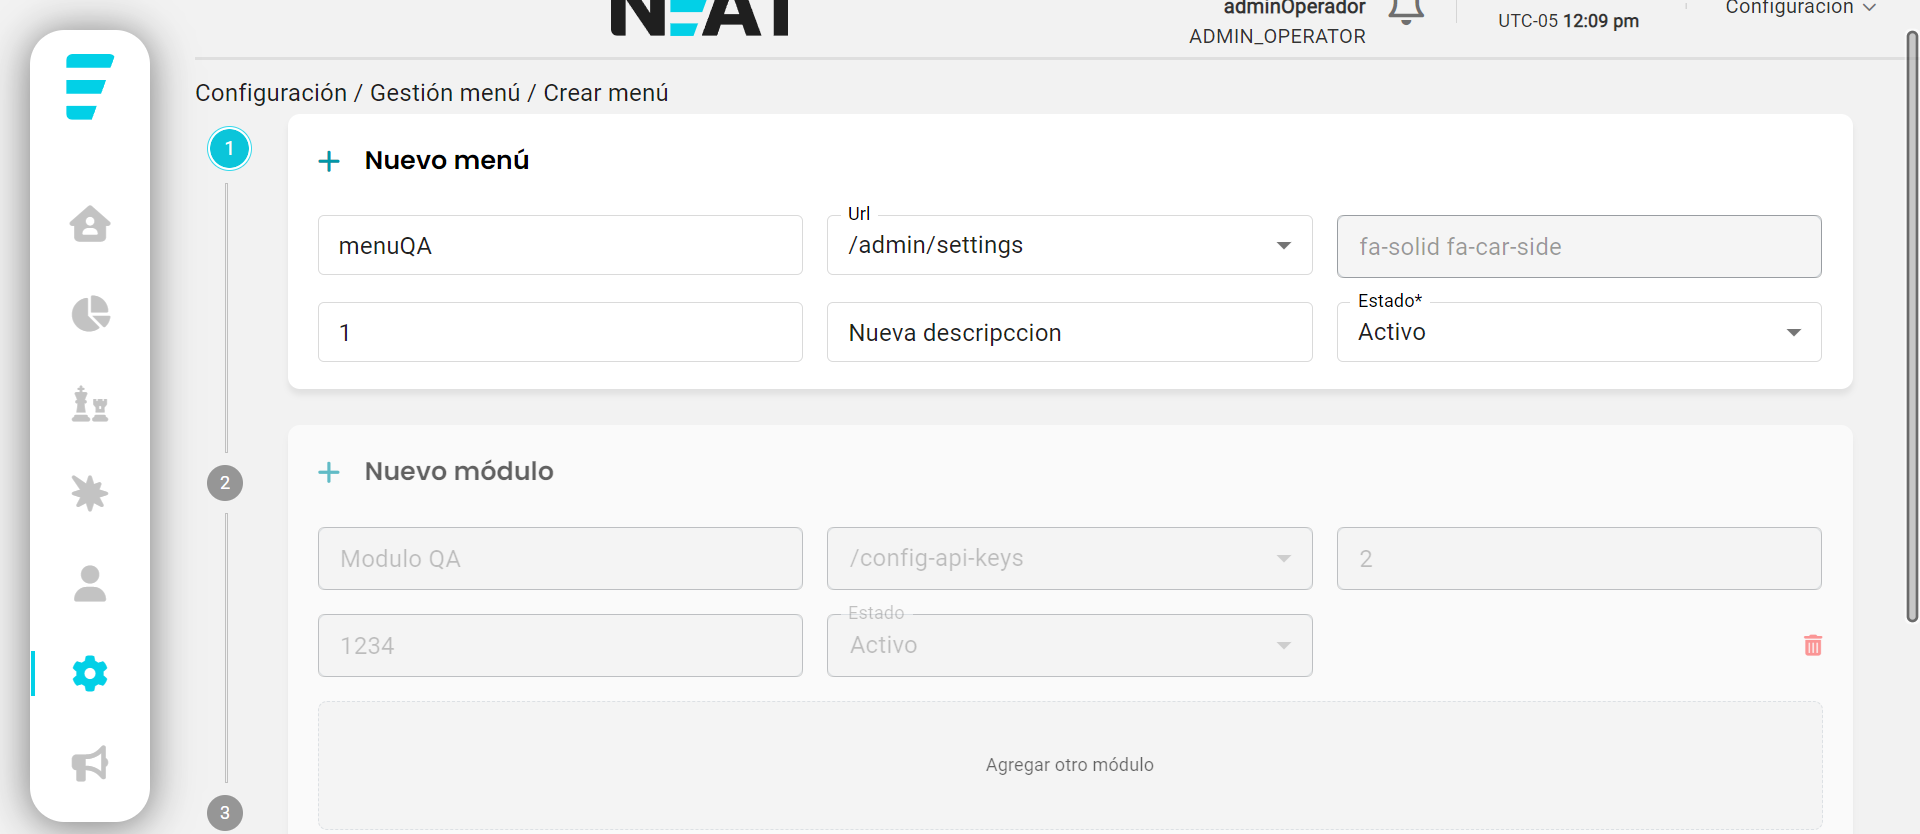 NEAT
adminOperador
ADMIN_OPERATOR
UTC-05 12:09 pm
Configuración
Configuración / Gestión menú / Crear menú
1
Nuevo menú
menuQA
Url
/admin/settings
fa-solid fa-car-side
1
Nueva descripccion
Estado*
Activo
2
Nuevo módulo
Modulo QA
/config-api-keys
2
1234
Estado
Activo
Agregar otro módulo
3